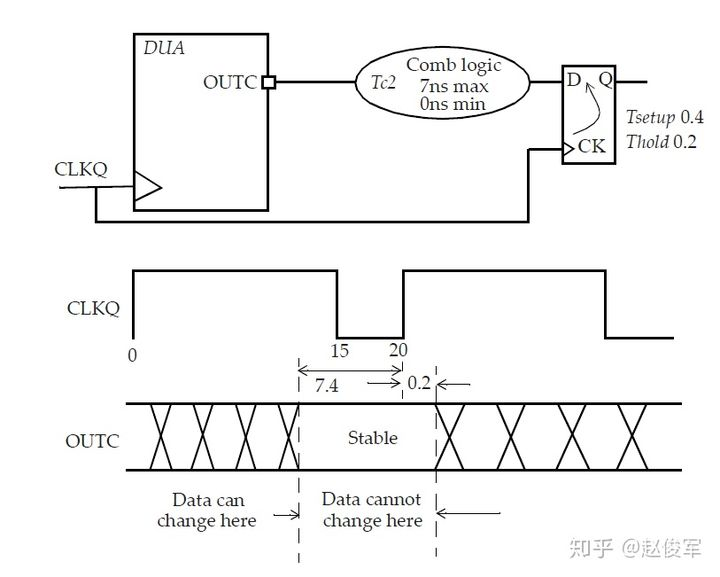 DUA
OUTC
Tc2
Comb logic
7ns max
0ns min
D Q
CK
Tsetup 0.4
Thold 0.2
CLKQ
CLKQ
0
15
20
7.4
0.2
OUTC
Stable
Data can
change here
Data cannot
change here
知乎 @赵俊军